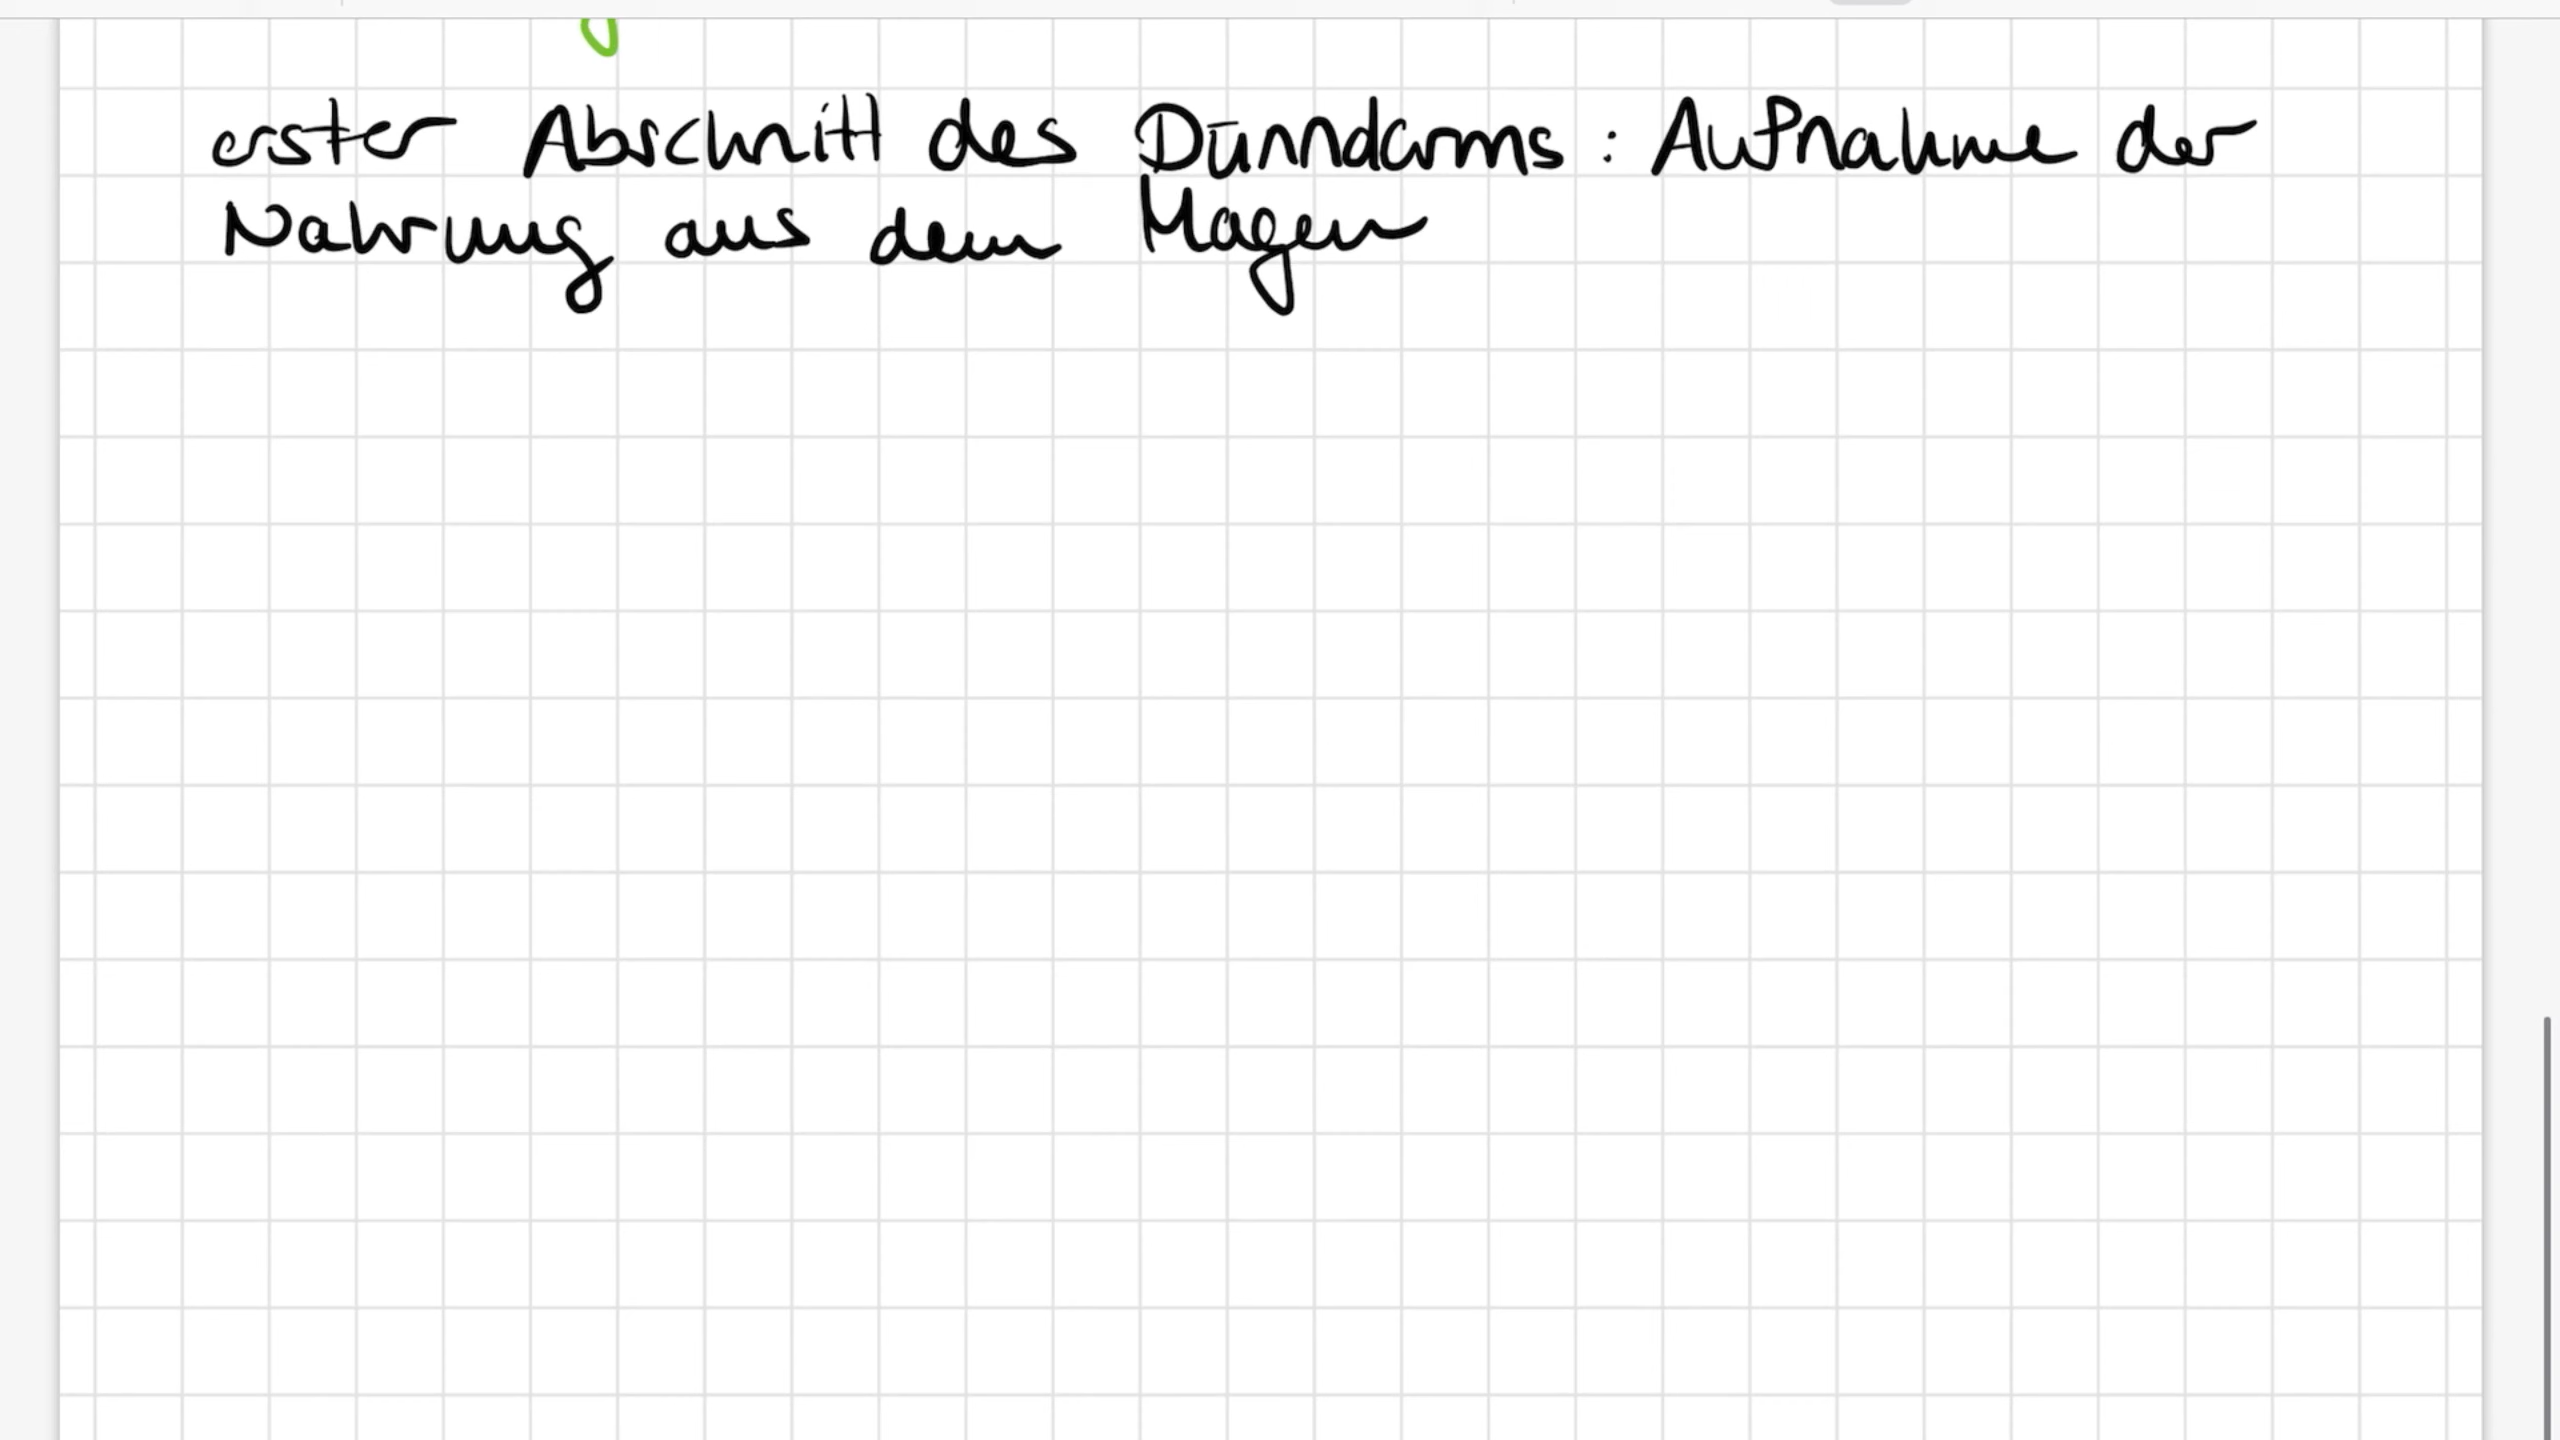 erster Abschnitt des Dünndarms : Aufnahme der
Nahrung aus dem Magen